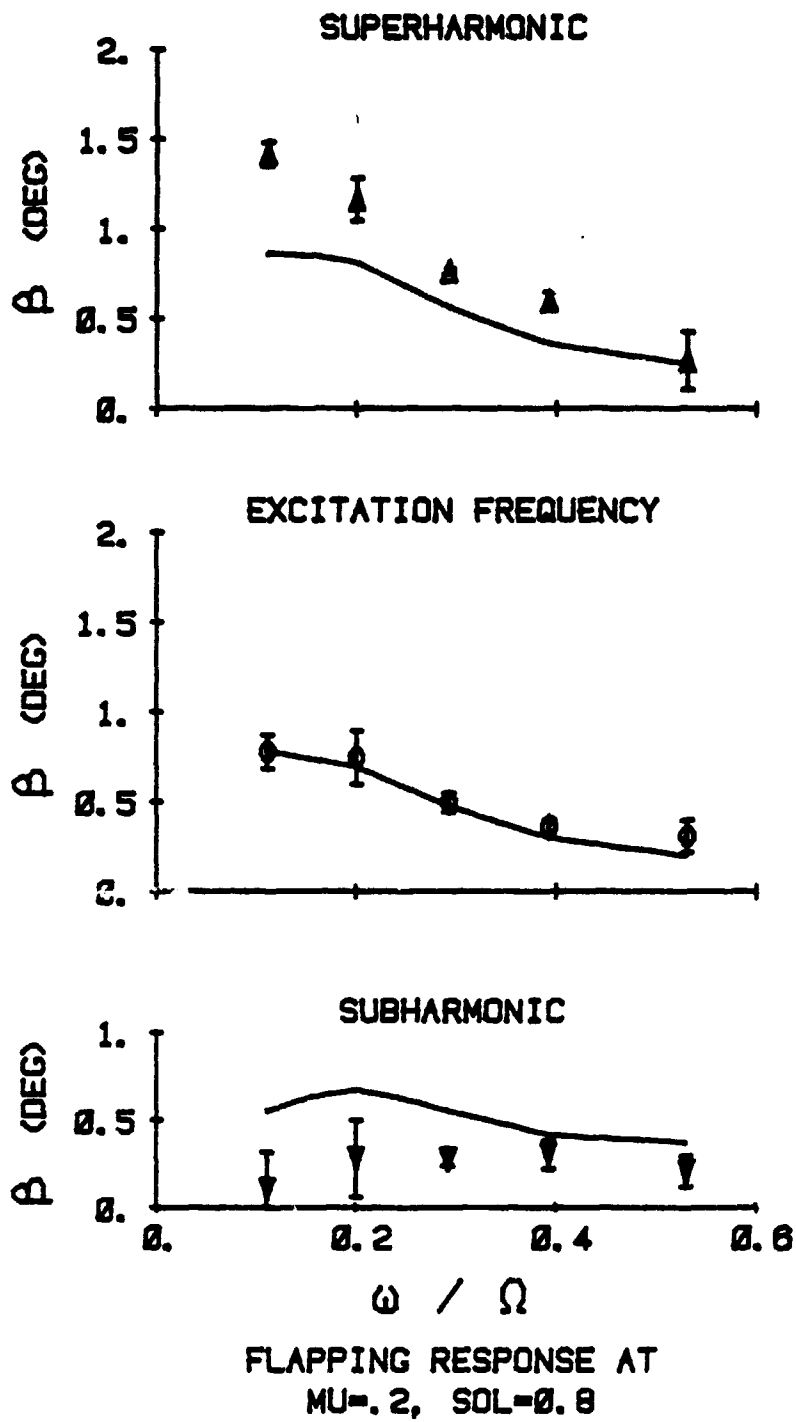 SUPERHARMONIC
2.
1.5
1.
0.5
0.
β (DEG)
EXCITATION FREQUENCY
2.
1.5
1.
0.5
0.
β (DEG)
SUBHARMONIC
1.
0.5
0.
β (DEG)
0. 0.2 0.4 0.6
ω / Ω
FLAPPING RESPONSE AT
MU=.2, SOL=0.8